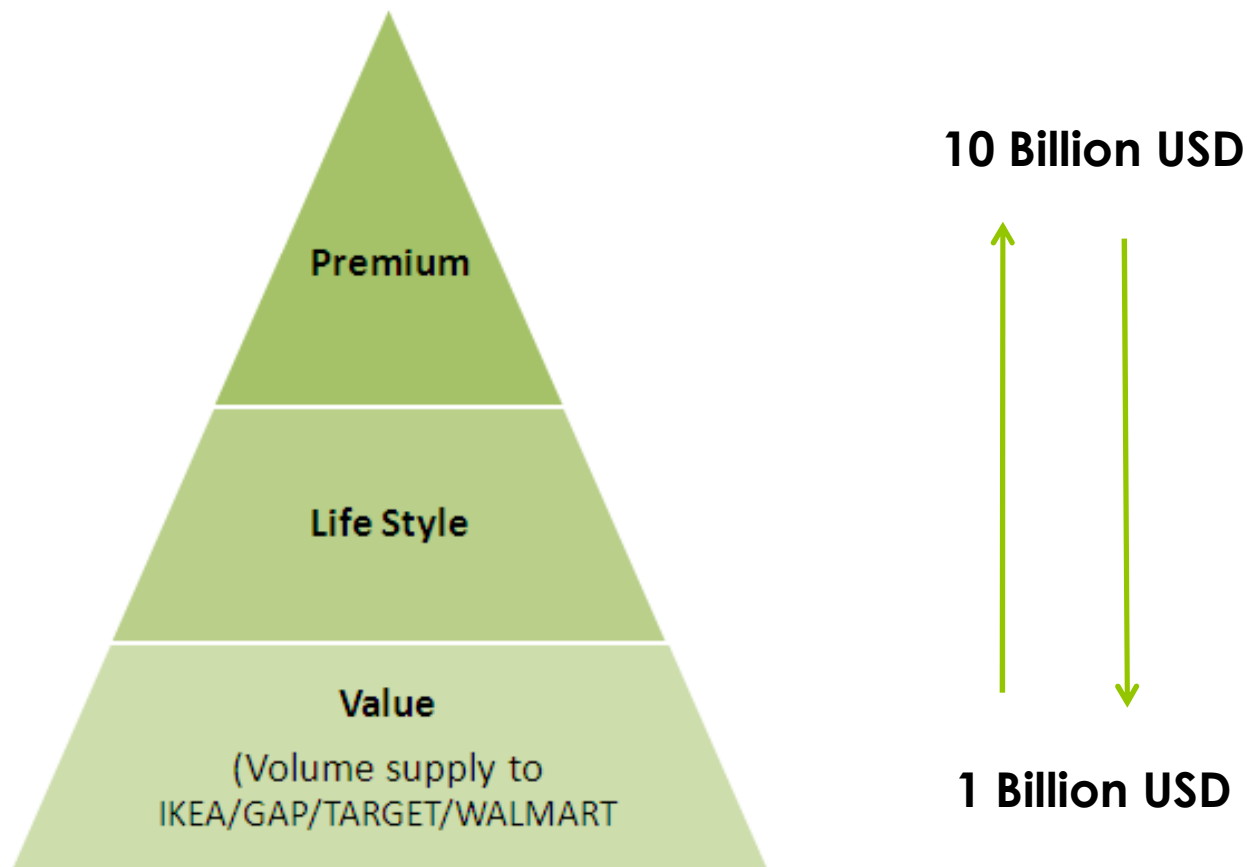 10 Billion USD
Premium
Life Style
Value
(Volume supply to
IKEA/GAP/TARGET/WALMART
1 Billion USD